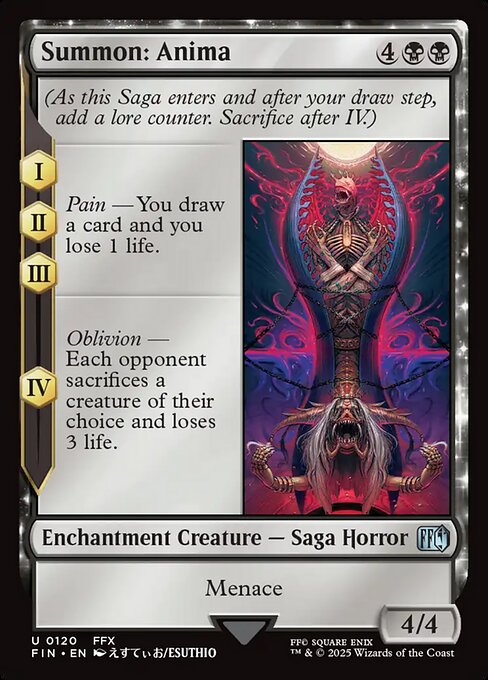 Summon: Anima 4
(As this Saga enters and after your draw step,
add a lore counter. Sacrifice after IV.)
I
II
III
Pain — You draw
a card and you
lose 1 life.
IV
Oblivion —
Each opponent
sacrifices a
creature of their
choice and loses
3 life.
Enchantment Creature — Saga Horror FFX
Menace
4/4
U 0120 FFX
FIN • EN えすてぃお/ESUTHIO
FF© SQUARE ENIX
™ & © 2025 Wizards of the Coast